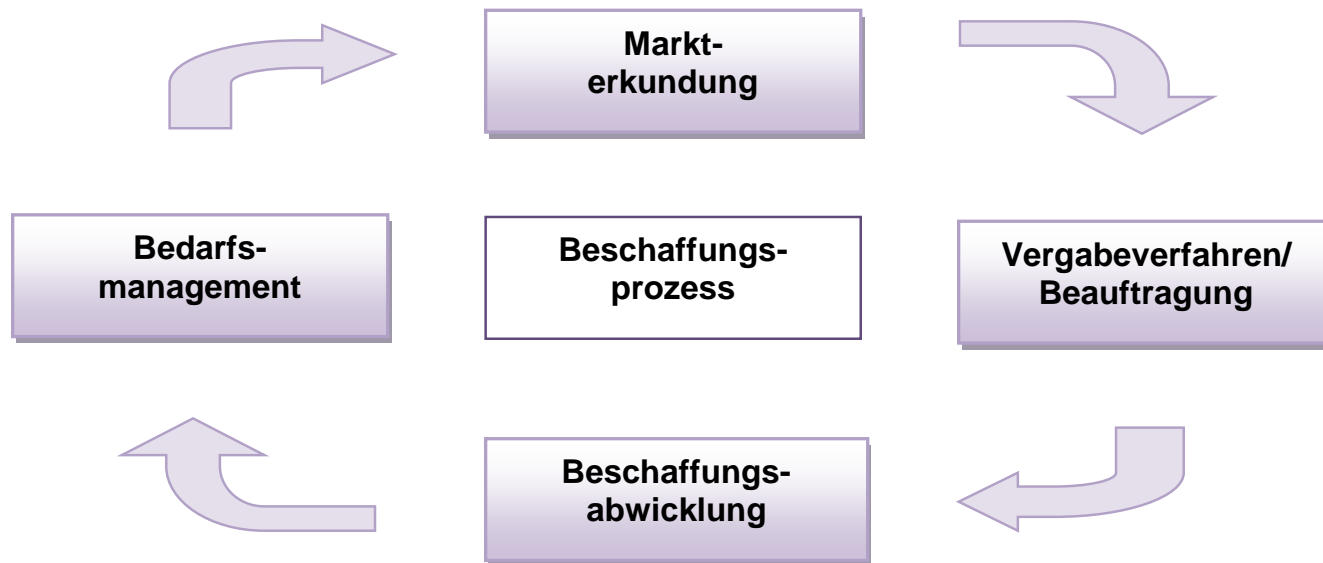 Markt-
erkundung
Bedarfs-
management
Beschaffungs-
prozess
Vergabeverfahren/
Beauftragung
Beschaffungs-
abwicklung